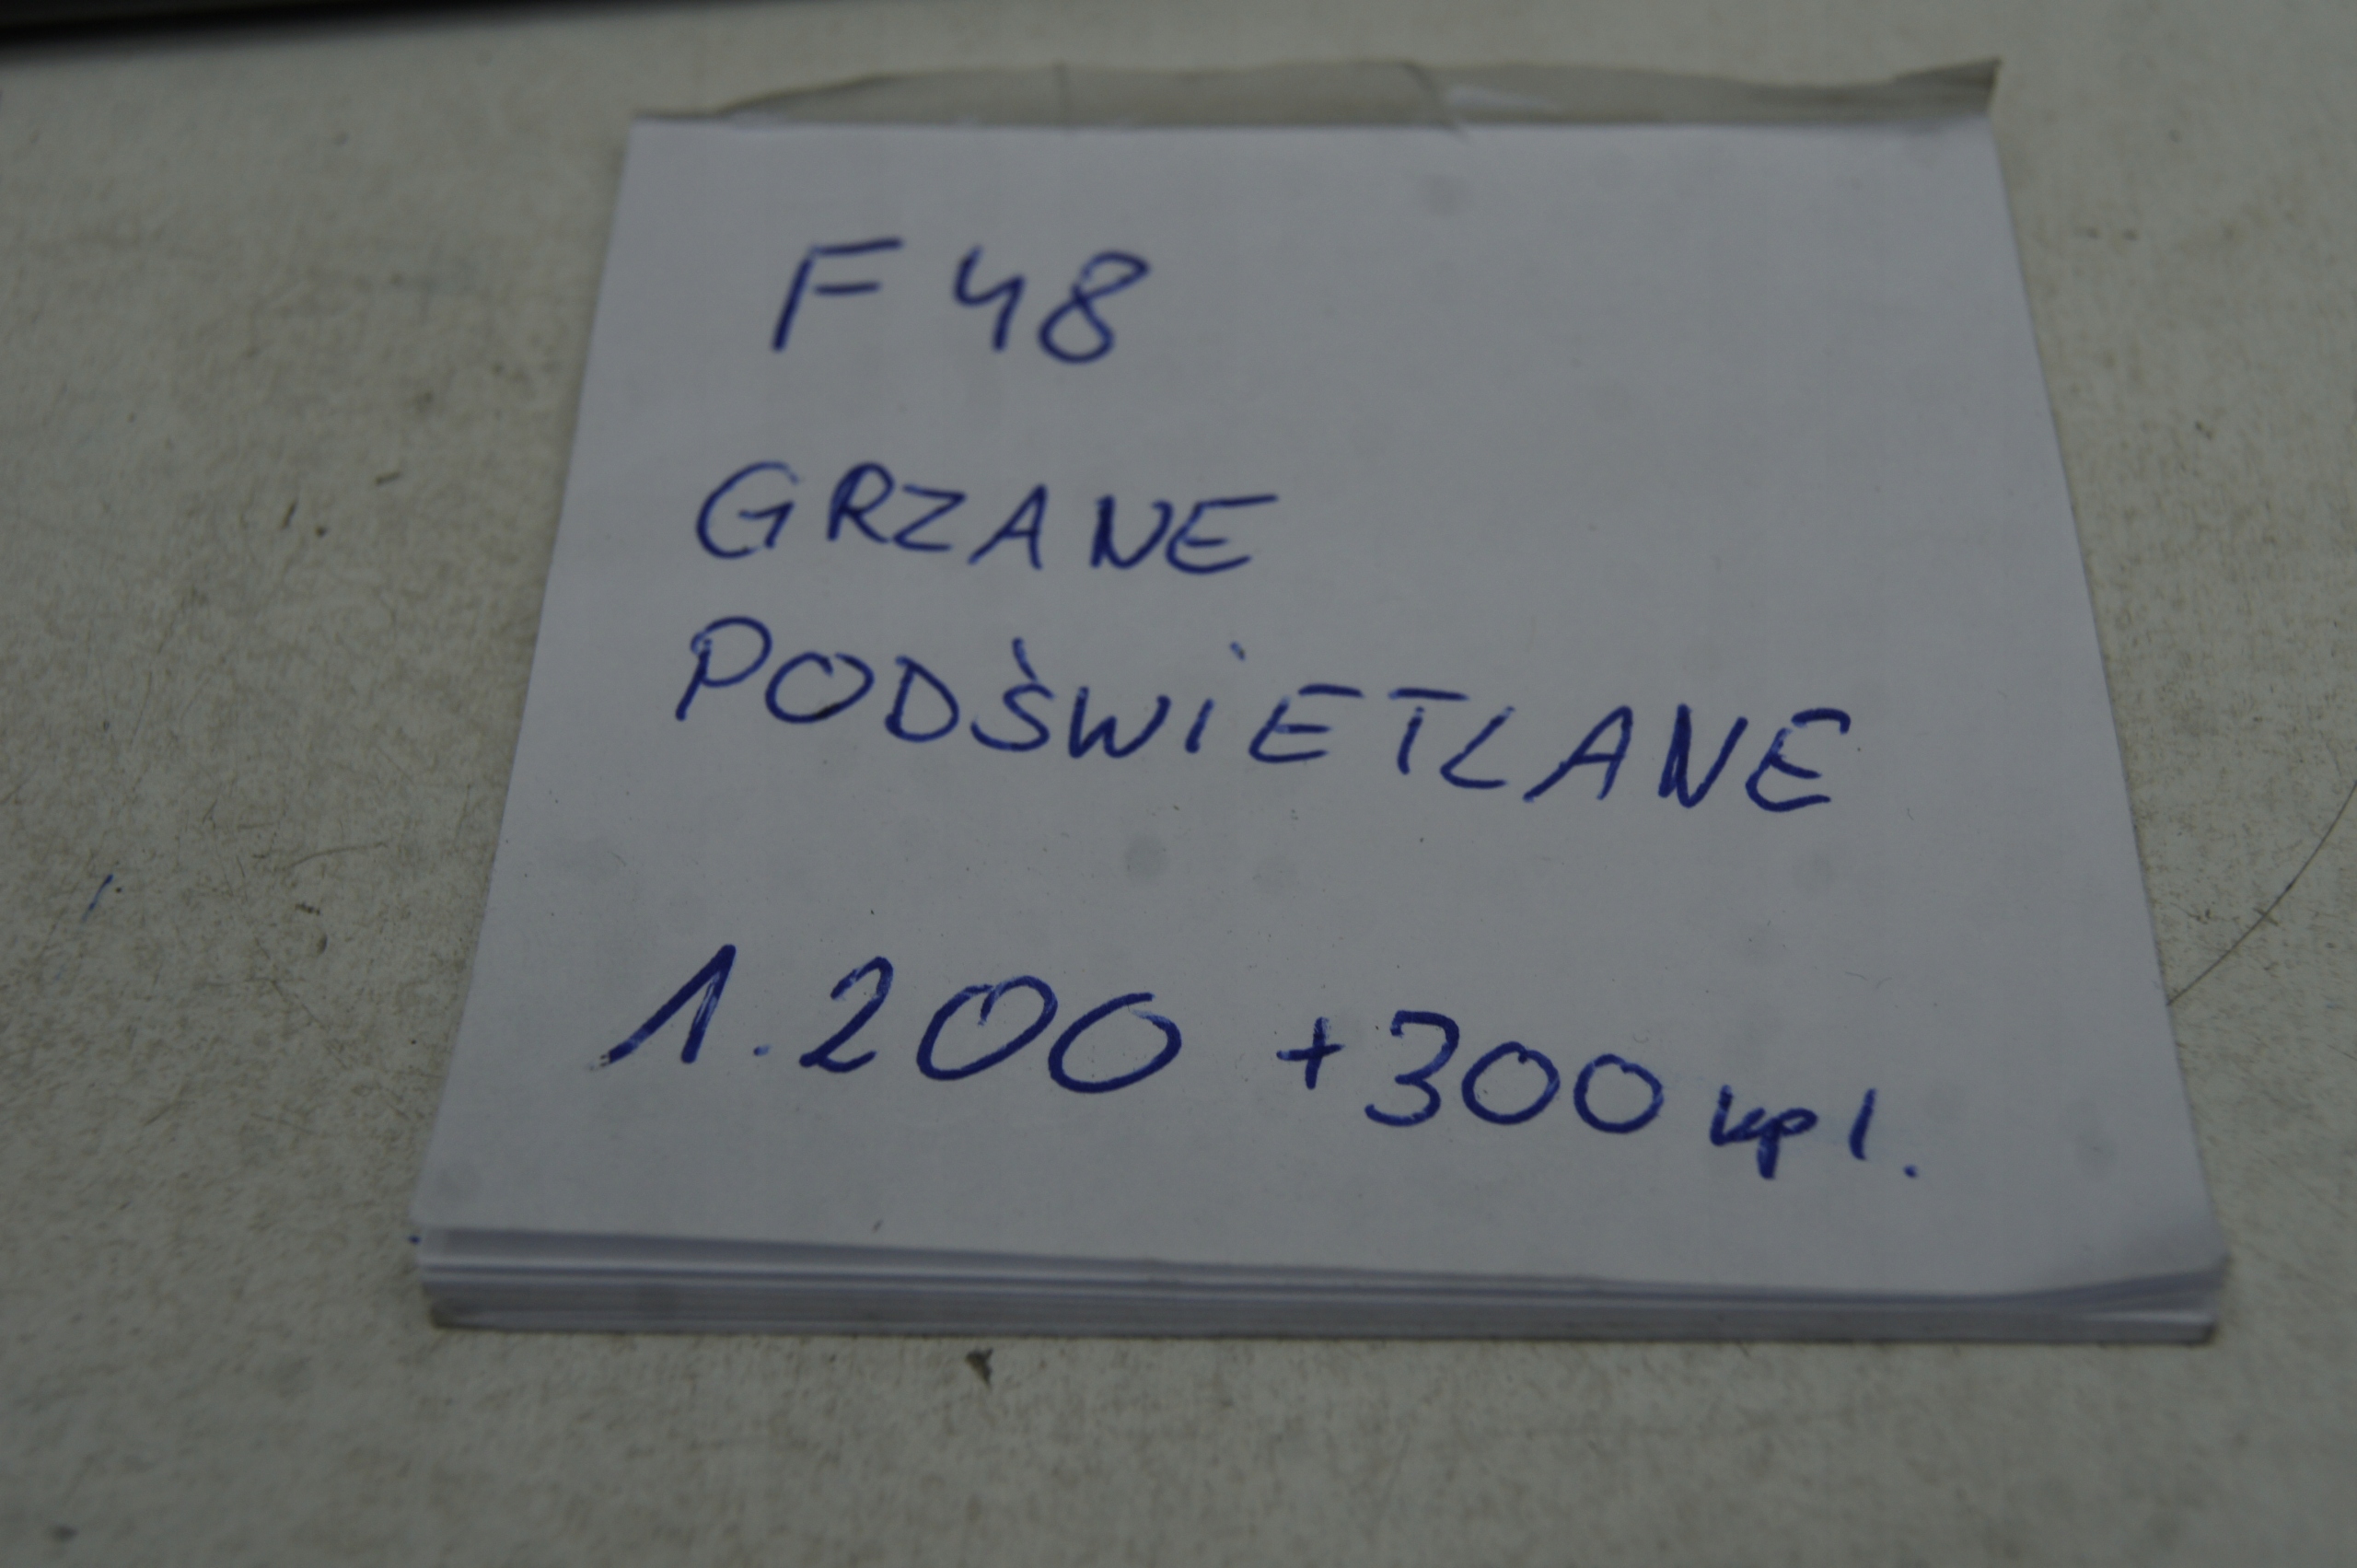 F48
GRZANE
PODŚWIETLANE
1.200 +300 kpl.